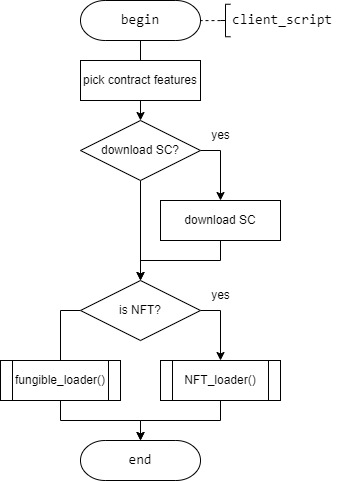 begin
client_script
pick contract features
download SC?
yes
download SC
is NFT?
yes
fungible_loader()
NFT_loader()
end